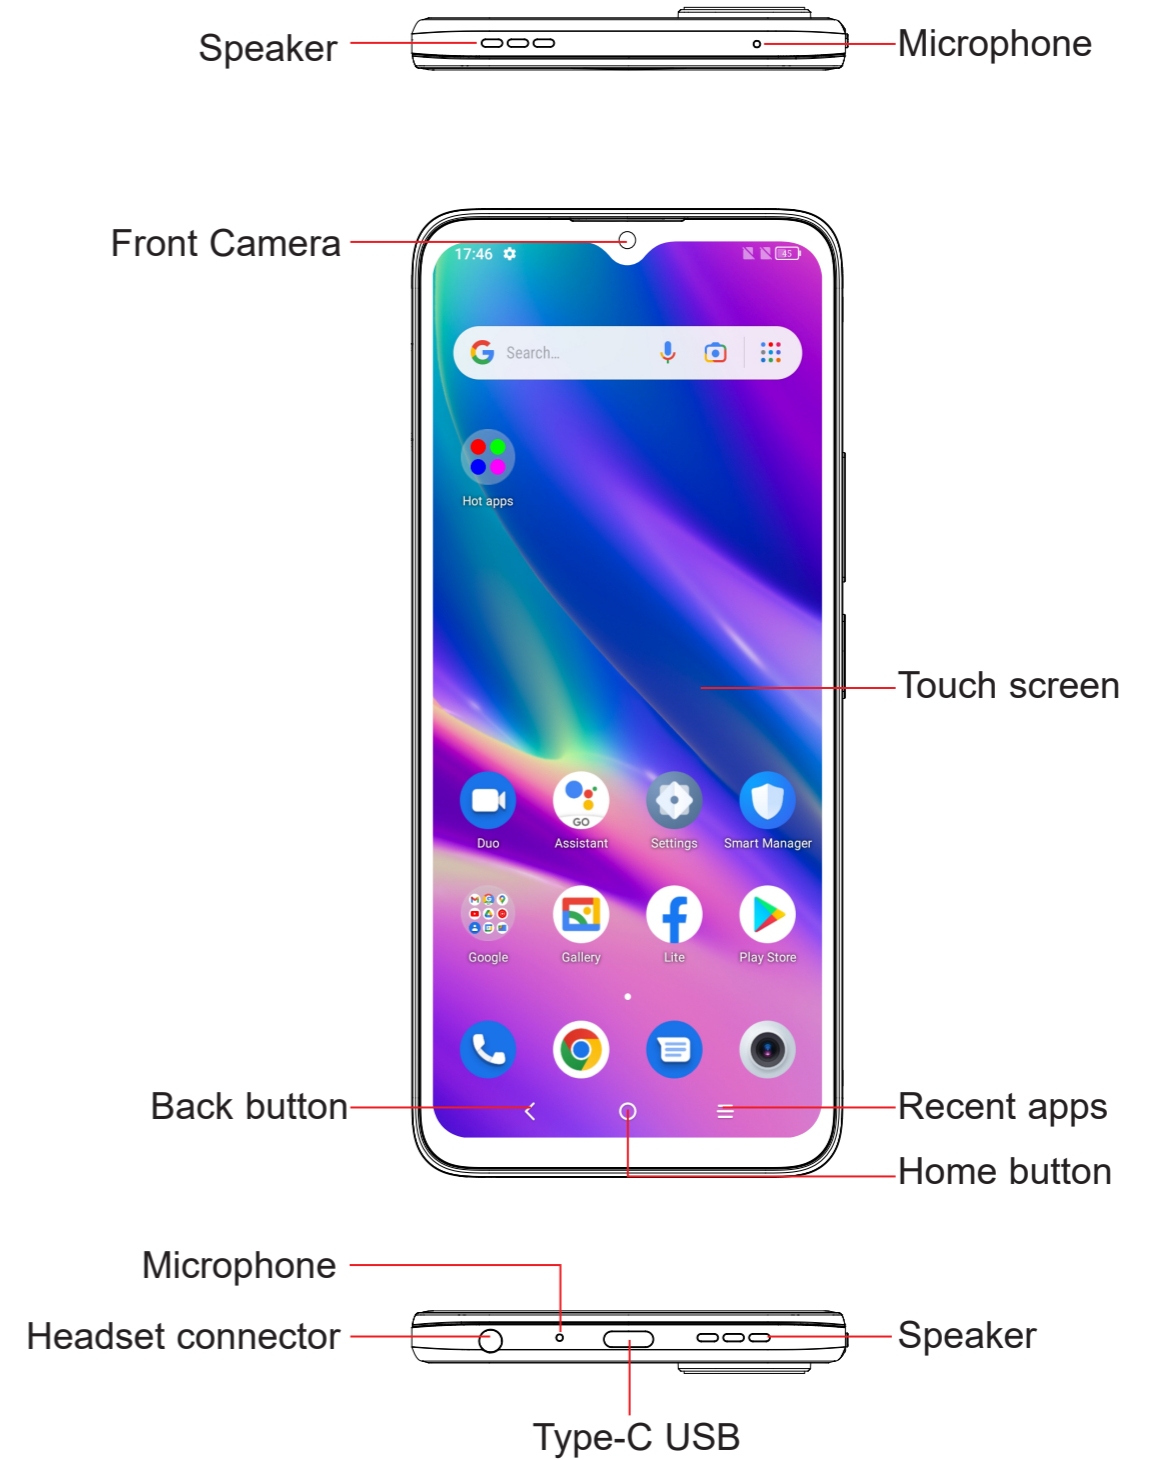 Speaker
Microphone
Front Camera
17:46
45
Search...
Hot apps
Touch screen
GO
Duo
Assistant
Settings
Smart Manager
Google
Gallery
Lite
Play Store
Back button
Recent apps
Home button
Microphone
Headset connector
Speaker
Type-C USB